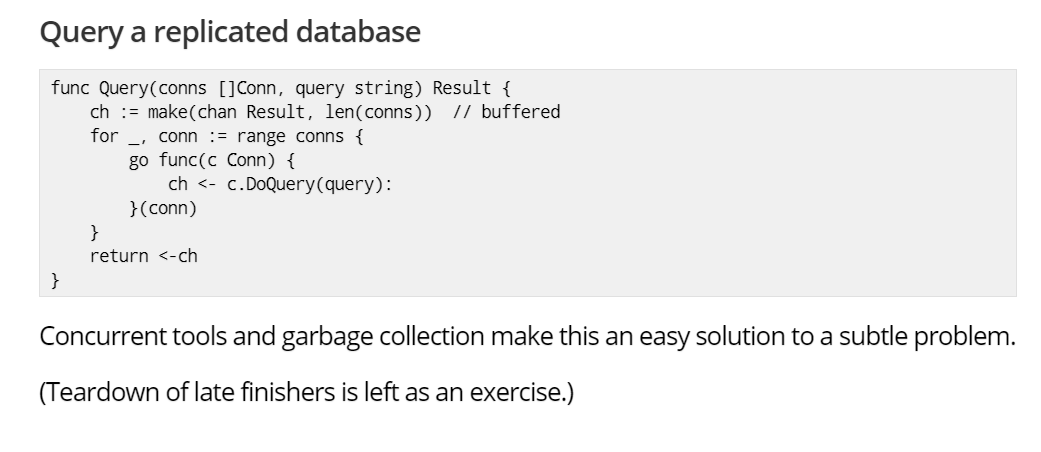 Query a replicated database
func Query(conns []Conn, query string) Result {
    ch := make(chan Result, len(conns))  // buffered
    for _, conn := range conns {
        go func(c Conn) {
            ch <- c.DoQuery(query):
        }(conn)
    }
    return <-ch
}
Concurrent tools and garbage collection make this an easy solution to a subtle problem.
(Teardown of late finishers is left as an exercise.)